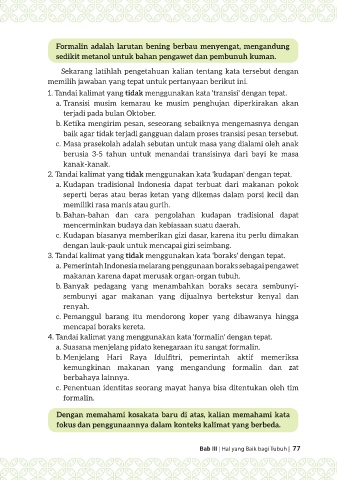 Formalin adalah larutan bening berbau menyengat, mengandung
sedikit metanol untuk bahan pengawet dan pembunuh kuman.
Sekarang latihlah pengetahuan kalian tentang kata tersebut dengan
memilih jawaban yang tepat untuk pertanyaan berikut ini.
1. Tandai kalimat yang tidak menggunakan kata 'transisi' dengan tepat.
a. Transisi musim kemarau ke musim penghujan diperkirakan akan
terjadi pada bulan Oktober.
b. Ketika mengirim pesan, seseorang sebaiknya mengemasnya dengan
baik agar tidak terjadi gangguan dalam proses transisi pesan tersebut.
c. Masa prasekolah adalah sebutan untuk masa yang dialami oleh anak
berusia 3-5 tahun untuk menandai transisinya dari bayi ke masa
kanak-kanak.
2. Tandai kalimat yang tidak menggunakan kata 'kudapan' dengan tepat.
a. Kudapan tradisional Indonesia dapat terbuat dari makanan pokok
seperti beras atau beras ketan yang dikemas dalam porsi kecil dan
memiliki rasa manis atau gurih.
b. Bahan-bahan dan cara pengolahan kudapan tradisional dapat
mencerminkan budaya dan kebiasaan suatu daerah.
c. Kudapan biasanya memberikan gizi dasar, karena itu perlu dimakan
dengan lauk-pauk untuk mencapai gizi seimbang.
3. Tandai kalimat yang tidak menggunakan kata 'boraks' dengan tepat.
a. Pemerintah Indonesia melarang penggunaan boraks sebagai pengawet
makanan karena dapat merusak organ-organ tubuh.
b. Banyak pedagang yang menambahkan boraks secara sembunyi-
sembunyi agar makanan yang dijualnya bertekstur kenyal dan
renyah.
c. Pemanggul barang itu mendorong koper yang dibawanya hingga
mencapai boraks kereta.
4. Tandai kalimat yang menggunakan kata 'formalin' dengan tepat.
a. Suasana menjelang pidato kenegaraan itu sangat formalin.
b. Menjelang Hari Raya Idulfitri, pemerintah aktif memeriksa
kemungkinan makanan yang mengandung formalin dan zat
berbahaya lainnya.
c. Penentuan identitas seorang mayat hanya bisa ditentukan oleh tim
formalin.
Dengan memahami kosakata baru di atas, kalian memahami kata
fokus dan penggunaannya dalam konteks kalimat yang berbeda.
Bab III | Hal yang Baik bagi Tubuh | 77